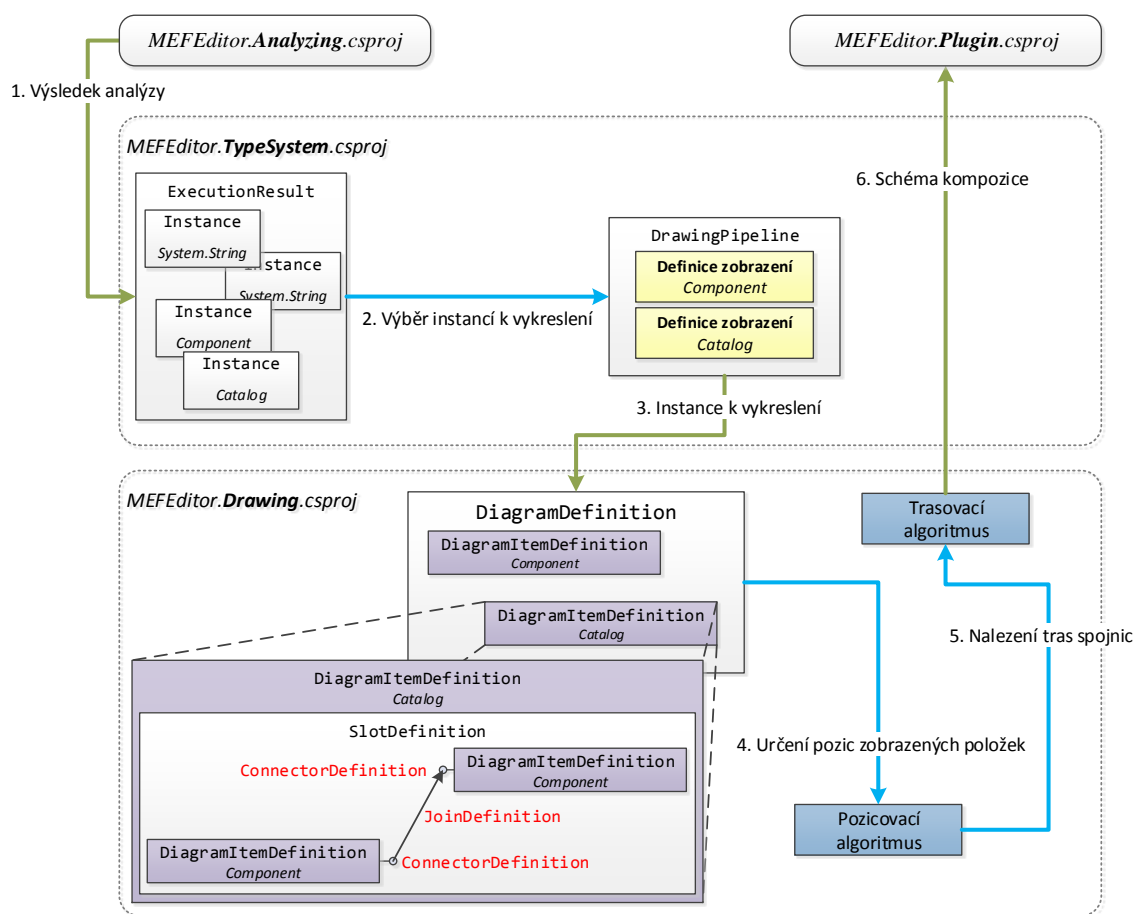 MEFEditor.Analyzing.csproj
MEFEditor.Plugin.csproj
1. Výsledek analýzy
MEFEditor.TypeSystem.csproj
ExecutionResult
Instance
System.String
Instance
System.String
Instance
Component
Instance
Catalog
2. Výběr instancí k vykreslení
DrawingPipeline
Definice zobrazení
Component
Definice zobrazení
Catalog
6. Schéma kompozice
3. Instance k vykreslení
MEFEditor.Drawing.csproj
DiagramDefinition
DiagramItemDefinition
Component
DiagramItemDefinition
Catalog
Trasovací
algoritmus
5. Nalezení tras spojnic
DiagramItemDefinition
Catalog
SlotDefinition
ConnectorDefinition
DiagramItemDefinition
Component
JoinDefinition
DiagramItemDefinition
Component
ConnectorDefinition
4. Určení pozic zobrazených položek
Pozicovací
algoritmus